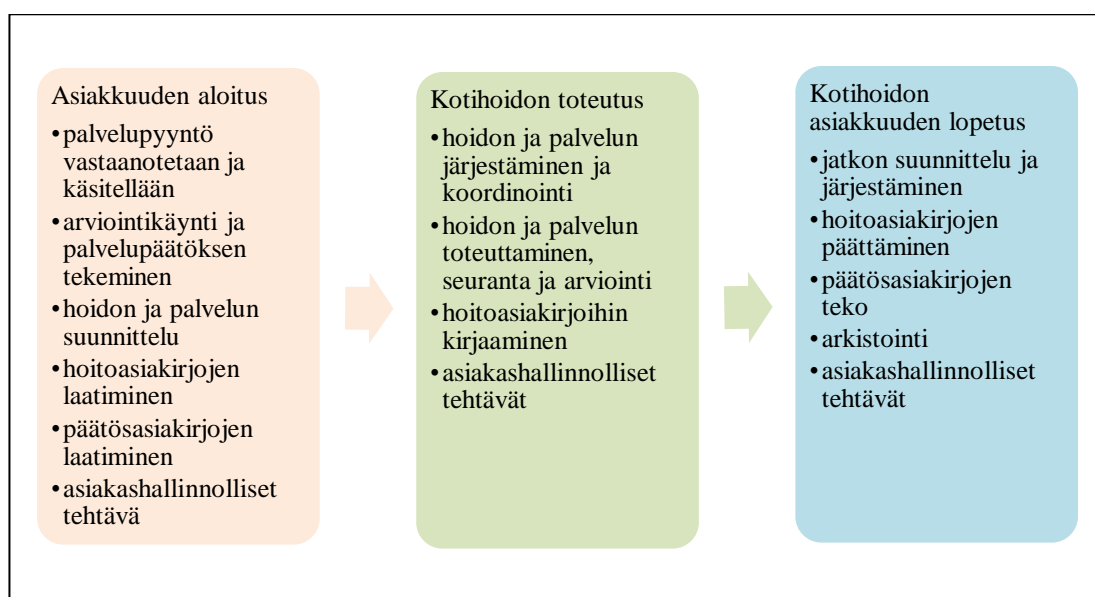 Asiakkuuden aloitus
•palvelupyyntö
vastaanotetaan ja
käsitellään
•arviointikäynti ja
palvelupäätöksen
tekeminen
•hoidon ja palvelun
suunnittelu
•hoitoasiakirjojen
laatiminen
•päätösasiakirjojen
laatiminen
•asiakashallinnolliset
tehtävä
Kotihoidon toteutus
•hoidon ja palvelun
järjestäminen ja
koordinointi
•hoidon ja palvelun
toteuttaminen,
seuranta ja arviointi
•hoitoasiakirjoihin
kirjaaminen
•asiakashallinnolliset
tehtävät
Kotihoidon
asiakkuuden lopetus
•jatkon suunnittelu ja
järjestäminen
•hoitoasiakirjojen
päättäminen
•päätösasiakirjojen
teko
•arkistointi
•asiakashallinnolliset
tehtävät